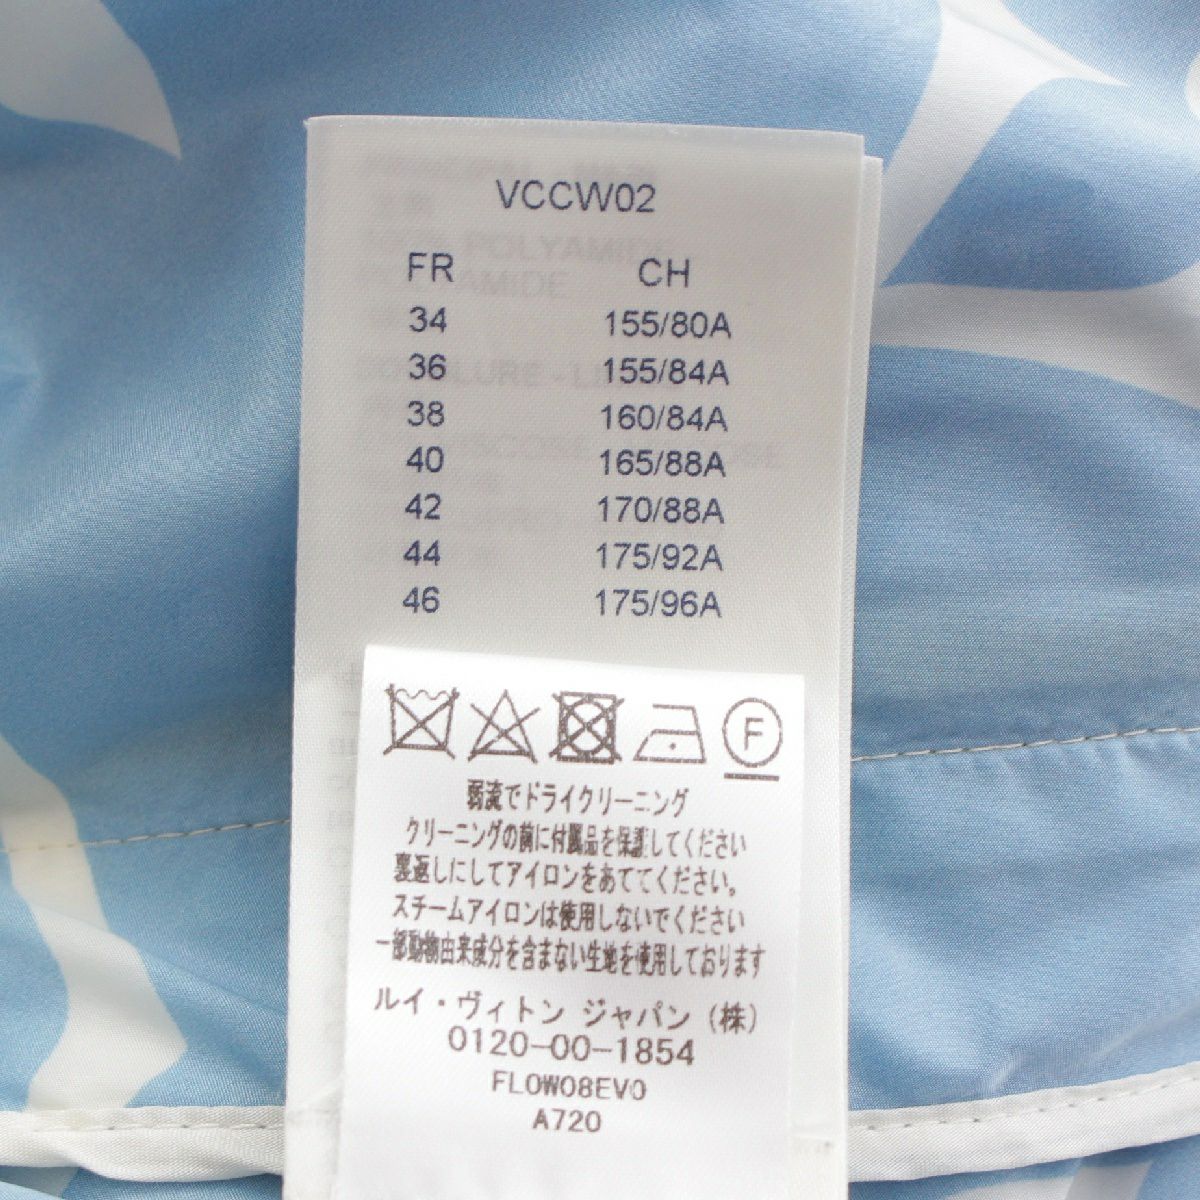 VCCW02
FR CH
34 155/80A
36 155/84A
38 160/84A
40 165/88A
42 170/88A
44 175/92A
46 175/96A
F
弱流でドライクリーニング
クリーニングの前に付属品を保護してください
裏返しにしてアイロンをあててください。
スチームアイロンは使用しないでください
一部動物由来成分を含まない生地を使用しております
ルイ・ヴィトン ジャパン（株）
0120-00-1854
FLOW08EVO
A720